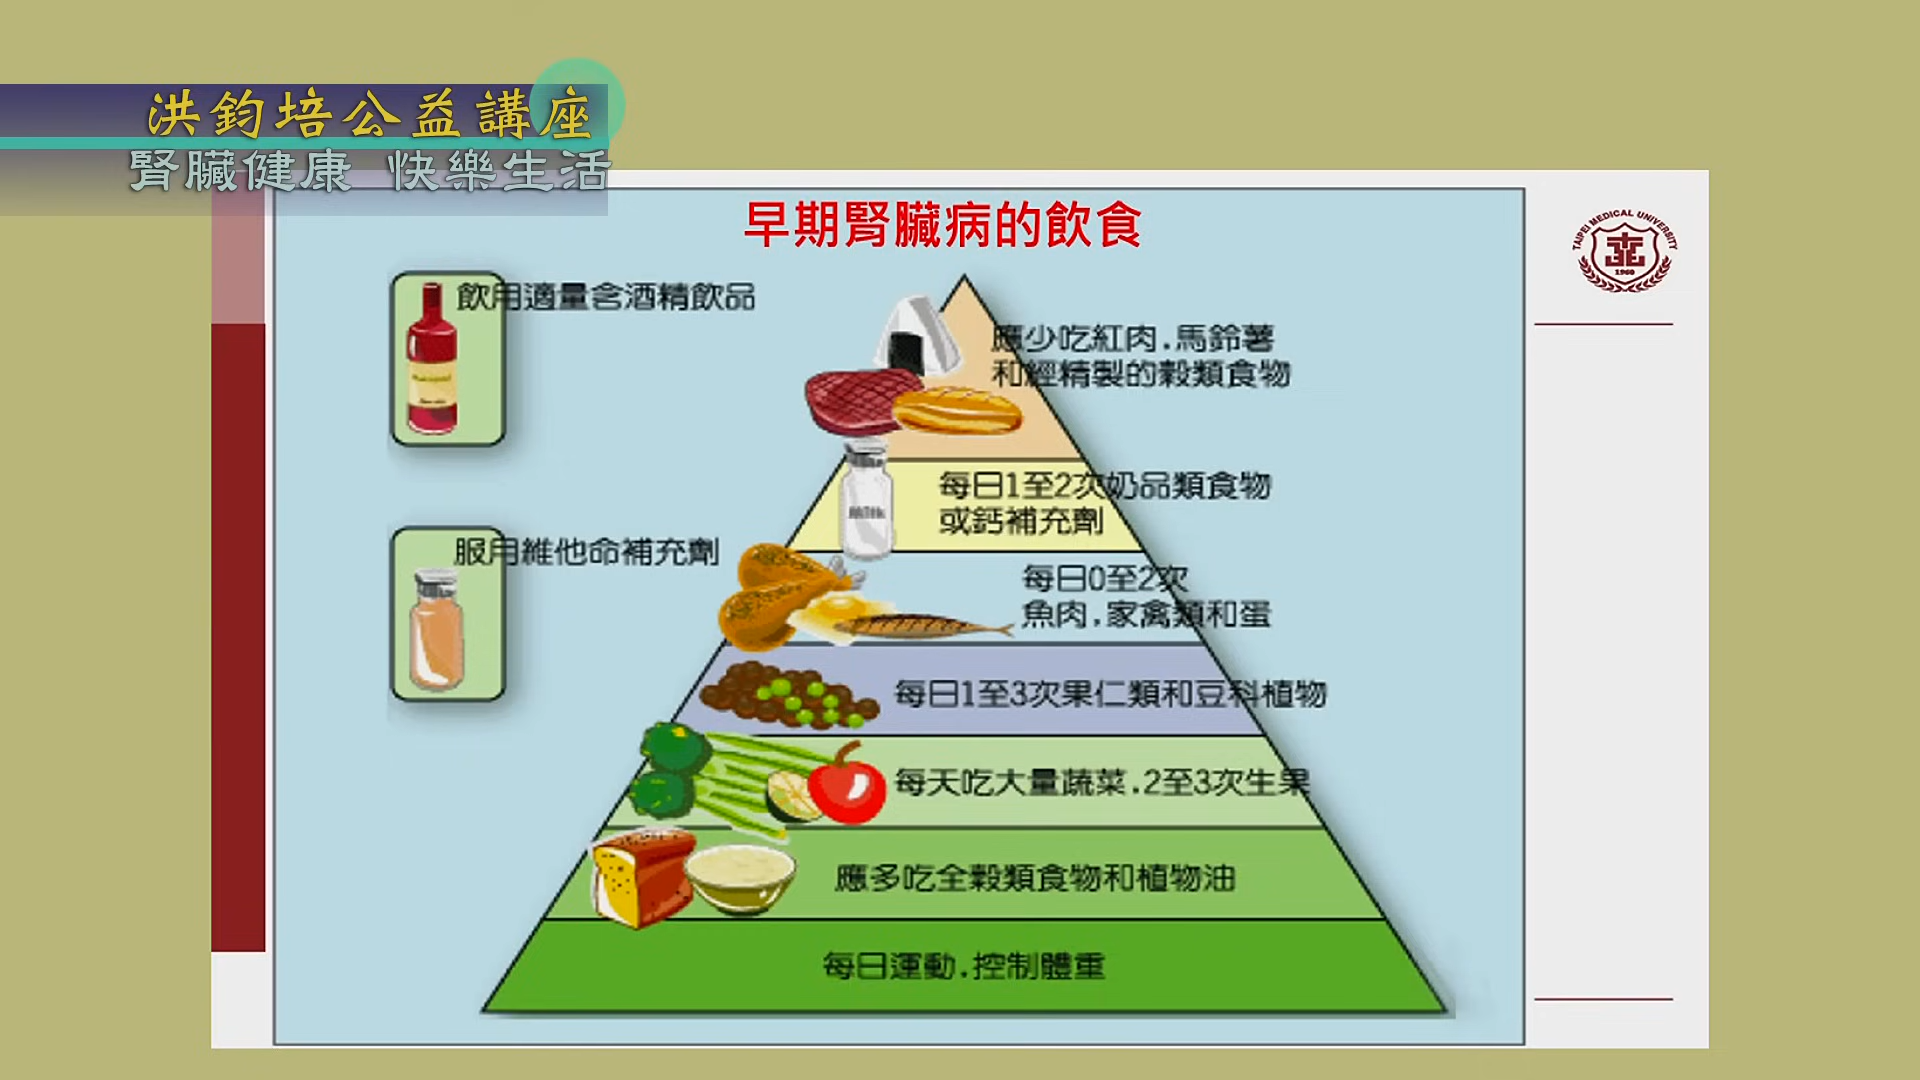 洪鈞培公益講座
腎臟健康 快樂生活
早期腎臟病的飲食
TAIPEI MEDICAL UNIVERSITY
1960
飲用適量含酒精飲品
應少吃紅肉.馬鈴薯
和經精製的穀類食物
每日1至2次奶品類食物
或鈣補充劑
MIlk
服用維他命補充劑
每日0至2次
魚肉.家禽類和蛋
每日1至3次果仁類和豆科植物
每天吃大量蔬菜.2至3次生果
應多吃全穀類食物和植物油
每日運動.控制體重